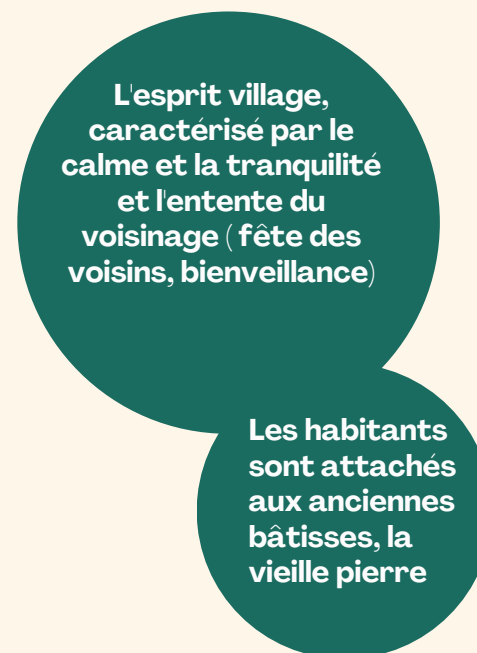 L'esprit village,
caractérisé par le
calme et la tranquilité
et l'entente du
voisinage ( fête des
voisins, bienveillance)
Les habitants
sont attachés
aux anciennes
bâtisses, la
vieille pierre